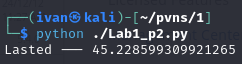 ┌──(ivan㉿kali)-[~/pvns/1]
└─$ python ./Lab1_p2.py
Lasted ––– 45.228599309921265